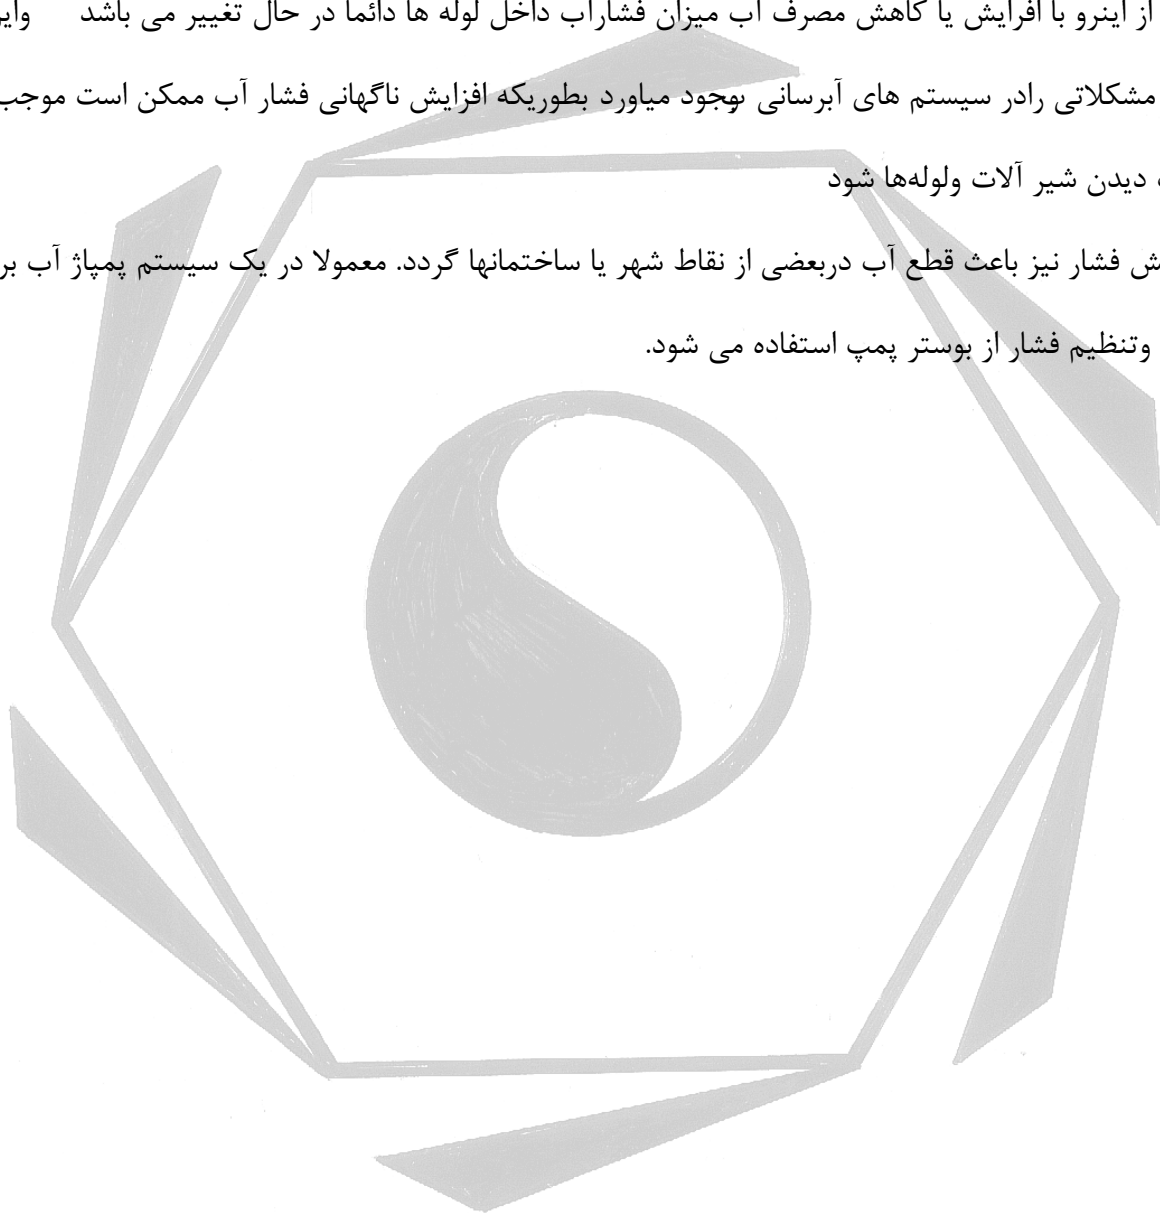 از اینرو با افزایش یا کاهش مصرف آب میزان فشارآب داخل لوله ها دائما در حال تغییر می باشد
مشکلاتی رادر سیستم های آبرسانی بوجود میاورد بطوریکه افزایش ناگهانی فشار آب ممکن است موجب
دیدن شیر آلات ولوله‌ها شود
فشار نیز باعث قطع آب دربعضی از نقاط شهر یا ساختمانها گردد. معمولا در یک سیستم پمپاژ آب
وتنظیم فشار از بوستر پمپ استفاده می شود.